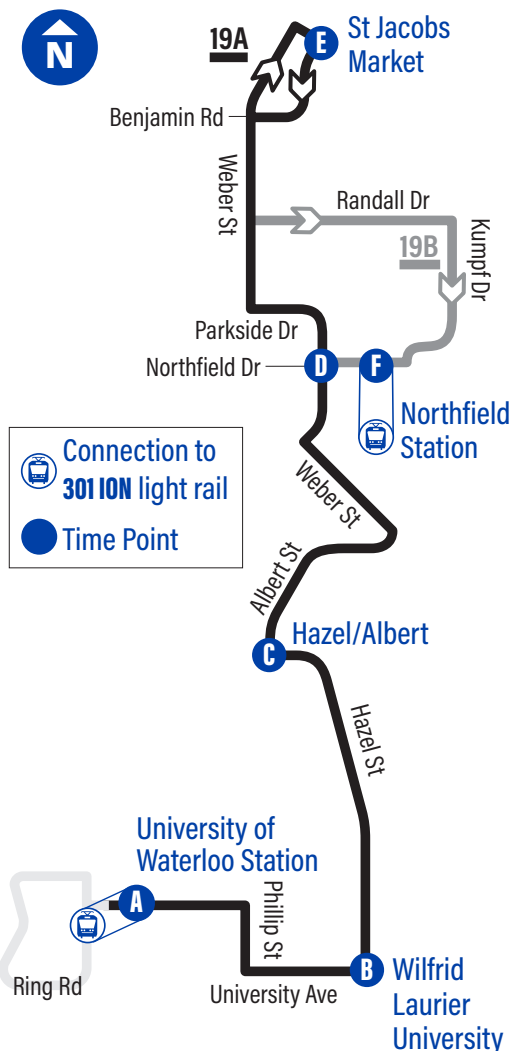 N
19A
E
St Jacobs
Market
Benjamin Rd
Weber St
Randall Dr
19B
Kumpf Dr
Parkside Dr
Northfield Dr
D
F
Northfield
Station
Connection to
301 ION light rail
Time Point
Weber St
Albert St
C
Hazel/Albert
Hazel St
University of
Waterloo Station
A
Phillip St
Ring Rd
University Ave
B
Wilfrid
Laurier
University